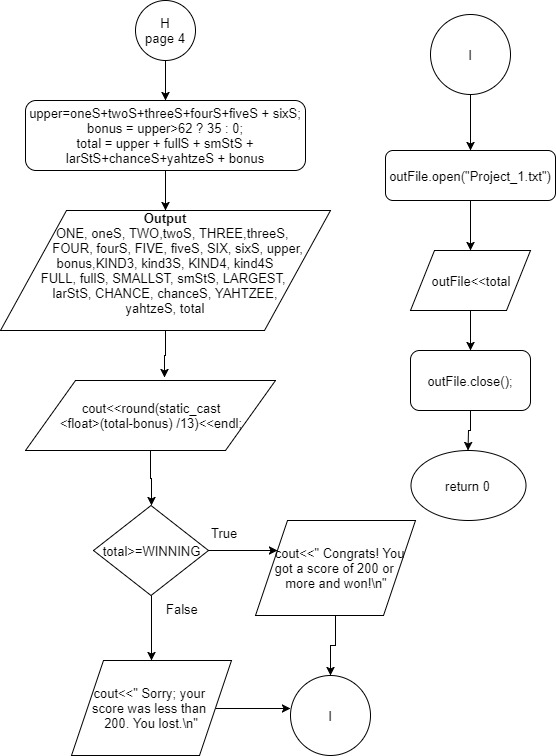 H
page 4
upper=oneS+twoS+threeS+fourS+fiveS + sixS;
bonus = upper>62 ? 35 : 0;
total = upper + fullS + smStS +
larStS+chanceS+yahtzeS + bonus
Output
ONE, oneS, TWO,twoS, THREE,threeS,
FOUR, fourS, FIVE, fiveS, SIX, sixS, upper,
bonus,KIND3, kind3S, KIND4, kind4S
FULL, fullS, SMALLST, smStS, LARGEST,
larStS, CHANCE, chanceS, YAHTZEE,
yahtzeS, total
cout<<round(static_cast
<float>(total-bonus) /13)<<endl;
total>=WINNING
True
False
cout<<" Congrats! You
got a score of 200 or
more and won!\n"
cout<<" Sorry; your
score was less than
200. You lost.\n"
I
I
outFile.open("Project_1.txt")
outFile<<total
outFile.close();
return 0